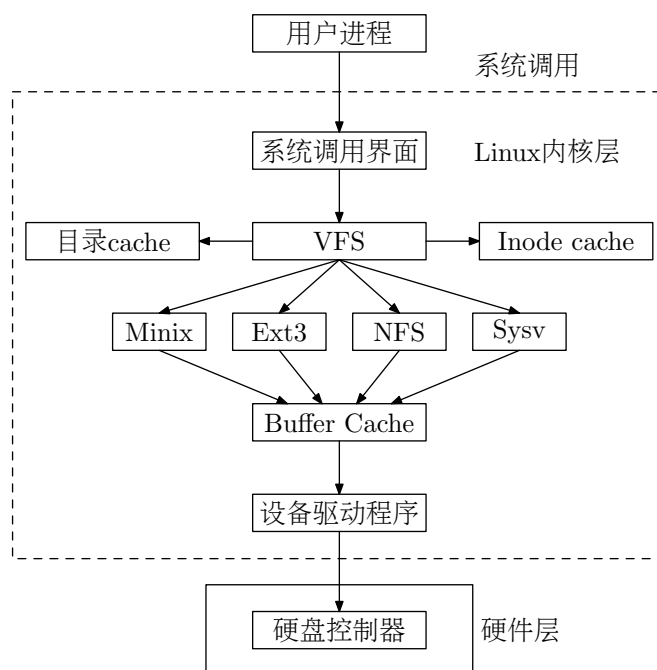 用户进程
系统调用
系统调用界面
Linux内核层
目录cache
VFS
Inode cache
Minix
Ext3
NFS
Sysv
Buffer Cache
设备驱动程序
硬盘控制器
硬件层